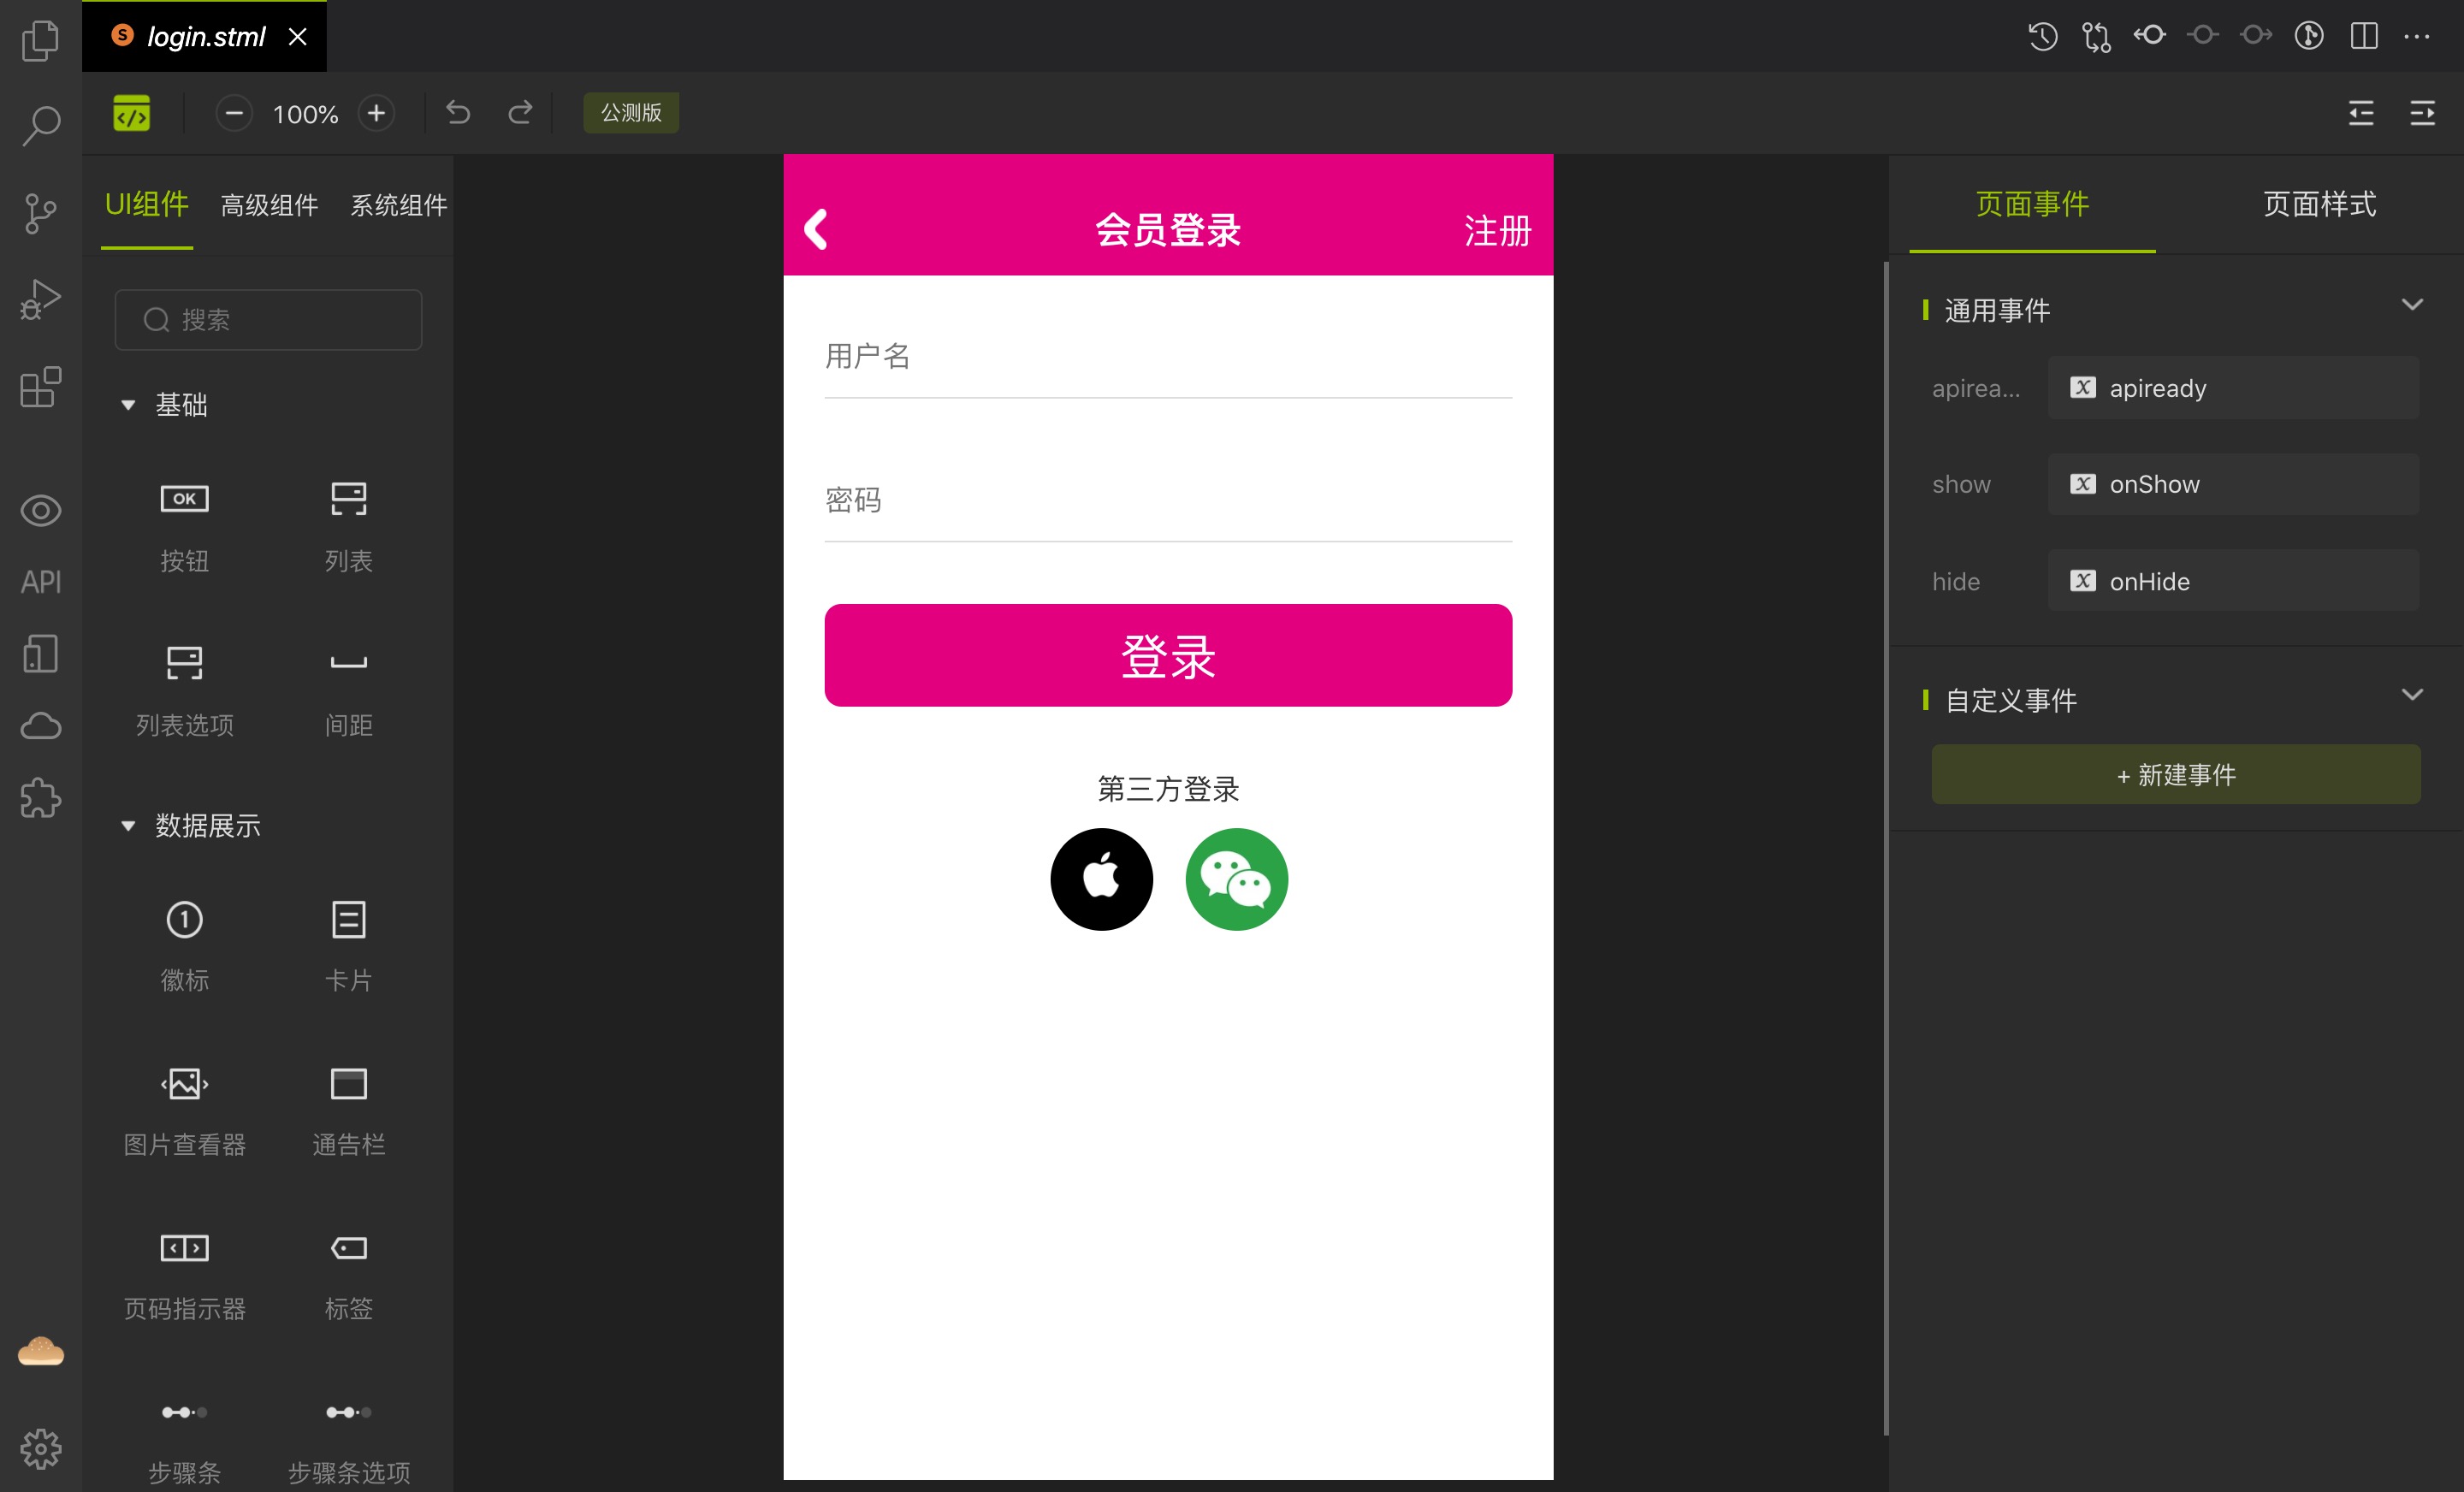 login.stml
100%
公测版
UI组件 高级组件 系统组件
搜索
基础
OK
按钮 列表
列表选项 间距
数据展示
1
徽标 卡片
图片查看器 通告栏
页码指示器 标签
步骤条 步骤条选项
API
会员登录 注册
用户名
密码
登录
第三方登录
页面事件 页面样式
通用事件
apirea... apiready
show onShow
hide onHide
自定义事件
+ 新建事件